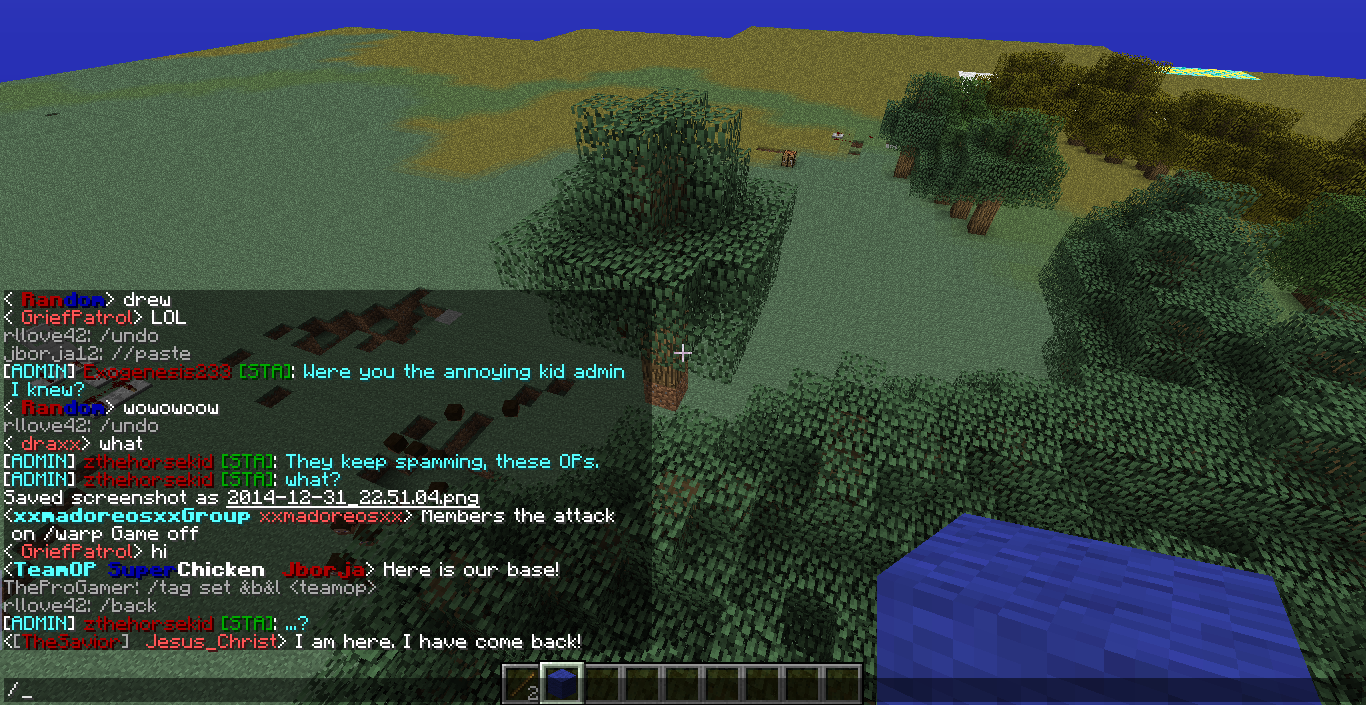 < Random> drew
< GriefPatrol> LOL
rllove42: /undo
jborja12: //paste
[ADMIN] Exogenesis233 [STA]: Were you the annoying kid admin
I knew?
< Random> wowowoow
rllove42: /undo
< draxx> what
[ADMIN] zthehorsekid [STA]: They keep spamming, these OPs.
[ADMIN] zthehorsekid [STA]: what?
Saved screenshot as 2014-12-31_22.51.04.png
<xxmadoreosxxGroup xxmadoreosxx> Members the attack
on /warp Game off
< GriefPatrol> hi
<TeamOP SuperChicken Jborja> Here is our base!
TheProGamer: /tag set &b&l <teamop>
rllove42: /back
[ADMIN] zthehorsekid [STA]: ...?
<[TheSavior] Jesus_Christ> I am here. I have come back!
/_
2